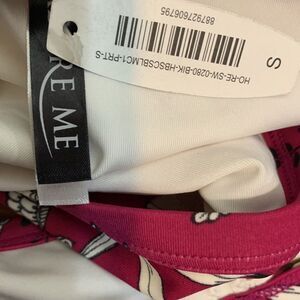 RE ME
S
HO-RE-SW-0280-BIK-HBSCSBLMC1-PRT-S
887927606795